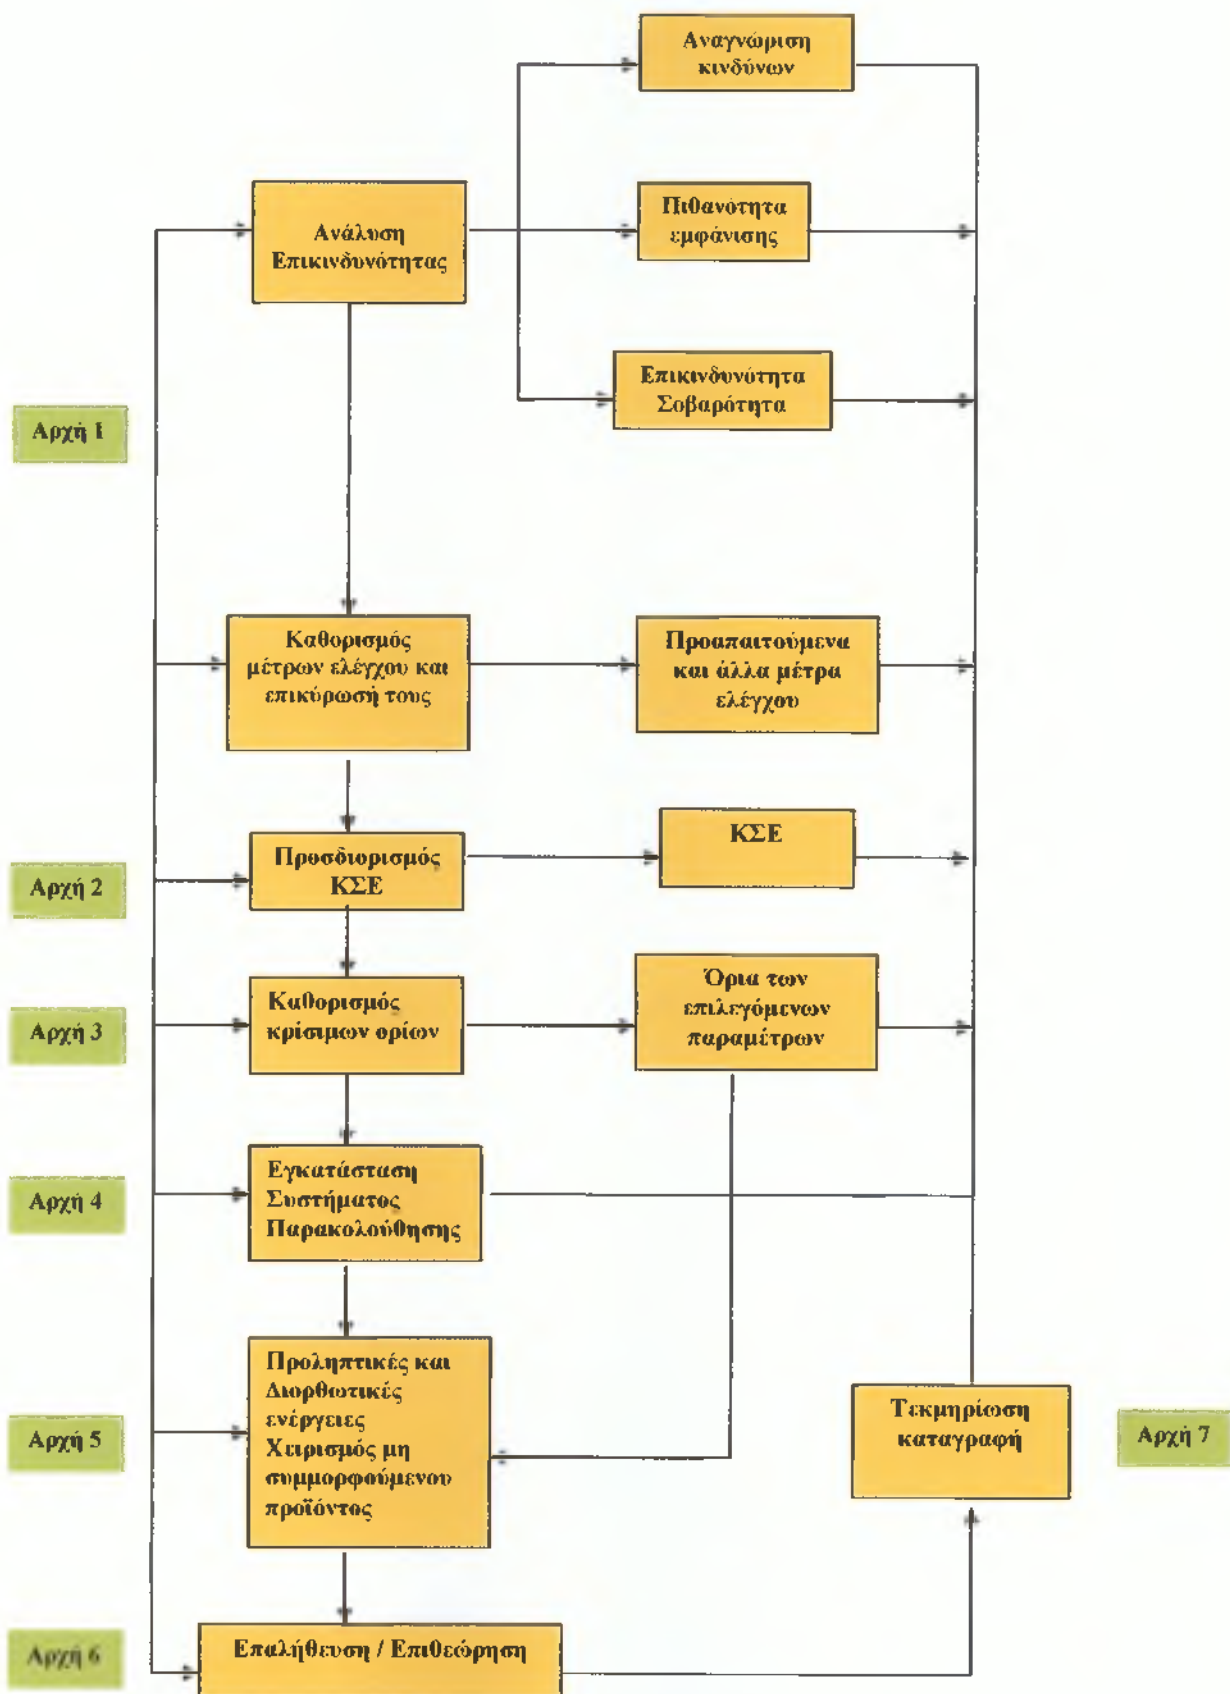 Αναγνώριση
κινδύνων
Ανάλυση
Επικινδυνότητας
Πιθανότητα
εμφάνισης
Επικινδυνότητα
Σοβαρότητα
Αρχή 1
Καθορισμός
μέτρων ελέγχου και
επικύρωσή τους
Προαπαιτούμενα
και άλλα μέτρα
ελέγχου
Αρχή 2
Προσδιορισμός
ΚΣΕ
ΚΣΕ
Αρχή 3
Καθορισμός
κρίσιμων ορίων
Όρια των
επιλεγόμενων
παραμέτρων
Αρχή 4
Εγκατάσταση
Συστήματος
Παρακολούθησης
Αρχή 5
Προληπτικές και
Διορθωτικές
ενέργειες
Χειρισμός μη
συμμορφούμενου
προϊόντος
Τεκμηρίωση
καταγραφή
Αρχή 7
Αρχή 6
Επαλήθευση / Επιθεώρηση